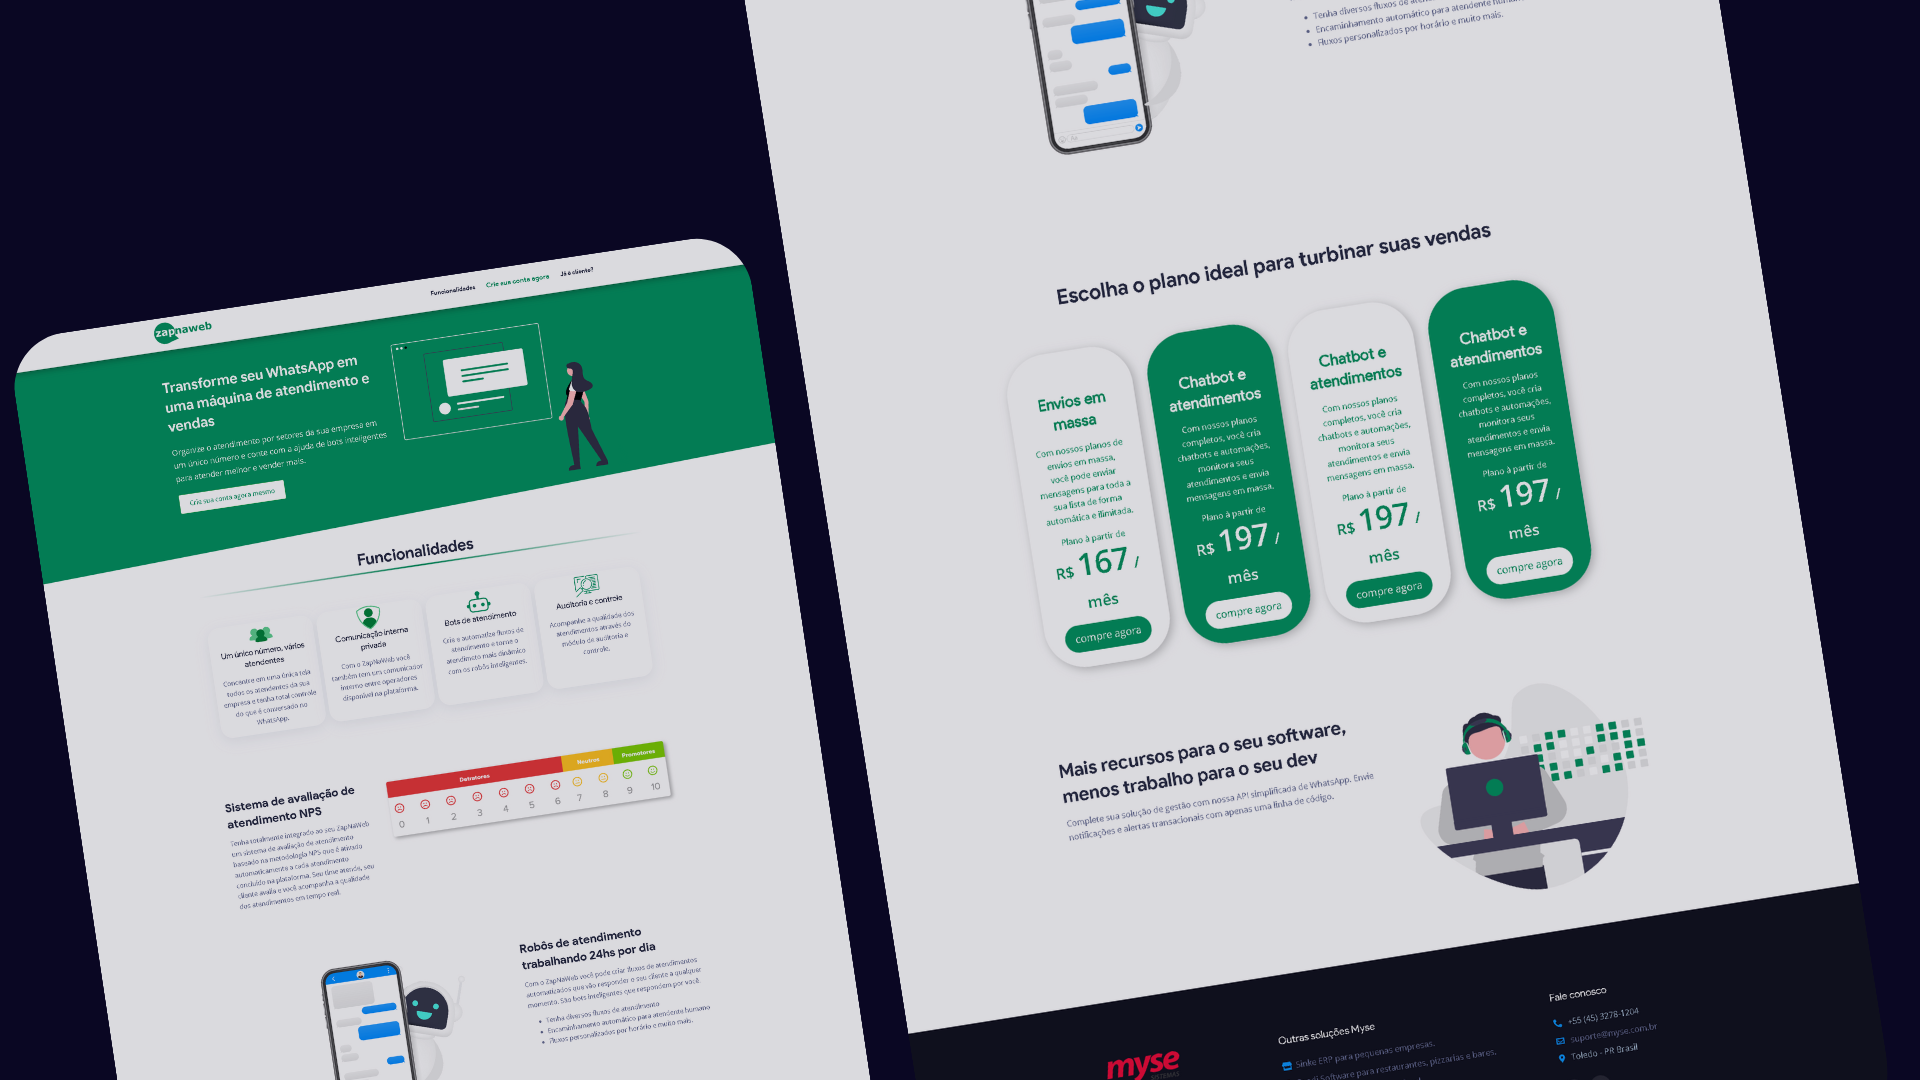 zapnaweb
Funcionalidades
Crie sua conta agora
Já é cliente?
Transforme seu WhatsApp em
uma máquina de atendimento e
vendas
Organize o atendimento por setores da sua empresa em
um único número e conte com a ajuda de bots inteligentes
para atender melhor e vender mais.
Crie sua conta agora mesmo
Funcionalidades
Um único número, vários
atendentes
Concentre em uma única tela
todos os atendentes da sua
empresa e tenha total controle
do que é conversado no
WhatsApp.
Comunicação interna
privada
Com o ZapNaWeb você
também tem um comunicador
interno entre operadores
disponível na plataforma.
Bots de atendimento
Crie e automatize fluxos de
atendimento e torne o
atendimeto mais dinâmico
com os robôs inteligentes.
Auditoria e controle
Acompanhe a qualidade dos
atendimentos através do
módulo de auditoria e
controle.
Sistema de avaliação de
atendimento NPS
Tenha totalmente integrado ao seu ZapNaWeb
um sistema de avaliação de atendimento
baseado na metodologia NPS que é ativado
automaticamente a cada atendimento
concluído na plataforma. Seu time atende, seu
cliente avalia e você acompanha a qualidade
dos atendimentos em tempo real.
Detratores
Neutros
Promotores
0 1 2 3 4 5 6 7 8 9 10
Robôs de atendimento
trabalhando 24hs por dia
Com o ZapNaWeb você pode criar fluxos de atendimentos
automatizados que vão responder o seu cliente a qualquer
momento. São bots inteligentes que respondem por você.
• Tenha diversos fluxos de atendimento
• Encaminhamento automático para atendente humano
• Fluxos personalizados por horário e muito mais.
• Tenha diversos fluxos de
• Encaminhamento automático para atendente
• Fluxos personalizados por horário e muito mais.
Escolha o plano ideal para turbinar suas vendas
Envios em
massa
Com nossos planos de
envios em massa,
você pode enviar
mensagens para toda a
sua lista de forma
automática e ilimitada.
Plano à partir de
R$ 167 /
mês
compre agora
Chatbot e
atendimentos
Com nossos planos
completos, você cria
chatbots e automações,
monitora seus
atendimentos e envia
mensagens em massa.
Plano à partir de
R$ 197 /
mês
compre agora
Chatbot e
atendimentos
Com nossos planos
completos, você cria
chatbots e automações,
monitora seus
atendimentos e envia
mensagens em massa.
Plano à partir de
R$ 197 /
mês
compre agora
Chatbot e
atendimentos
Com nossos planos
completos, você cria
chatbots e automações,
monitora seus
atendimentos e envia
mensagens em massa.
Plano à partir de
R$ 197 /
mês
compre agora
Mais recursos para o seu software,
menos trabalho para o seu dev
Complete sua solução de gestão com nossa API simplificada de WhatsApp. Envie
notificações e alertas transacionais com apenas uma linha de código.
myse
SISTEMAS
Outras soluções Myse
Sinke ERP para pequenas empresas.
Software para restaurantes, pizzarias e bares.
Fale conosco
+55 (45) 3278-1204
suporte@myse.com.br
Toledo - PR Brasil